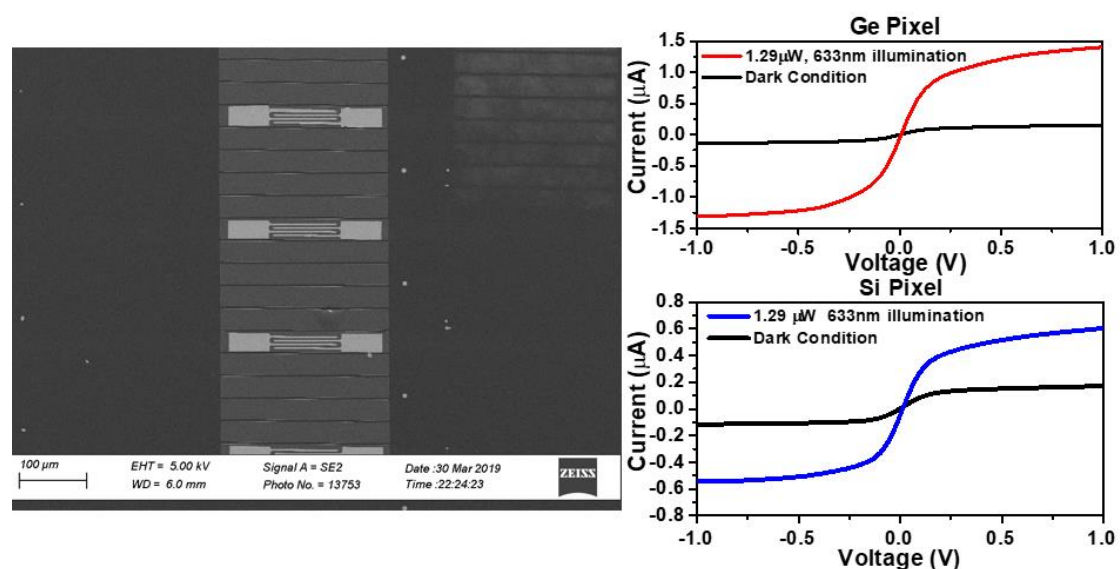 100 µm
EHT = 5.00 kV
WD = 6.0 mm
Signal A = SE2
Photo No. = 13753
Date :30 Mar 2019
Time :22:24:23
ZEISS
Ge Pixel
1.29µW, 633nm illumination
Dark Condition
Current (µA)
1.5
1.0
0.5
0.0
-0.5
-1.0
-1.5
-1.0 -0.5 0.0 0.5 1.0
Voltage (V)
Si Pixel
1.29 µW 633nm illumination
Dark Condition
Current (µA)
0.8
0.6
0.4
0.2
0.0
-0.2
-0.4
-0.6
-0.8
-1.0 -0.5 0.0 0.5 1.0
Voltage (V)